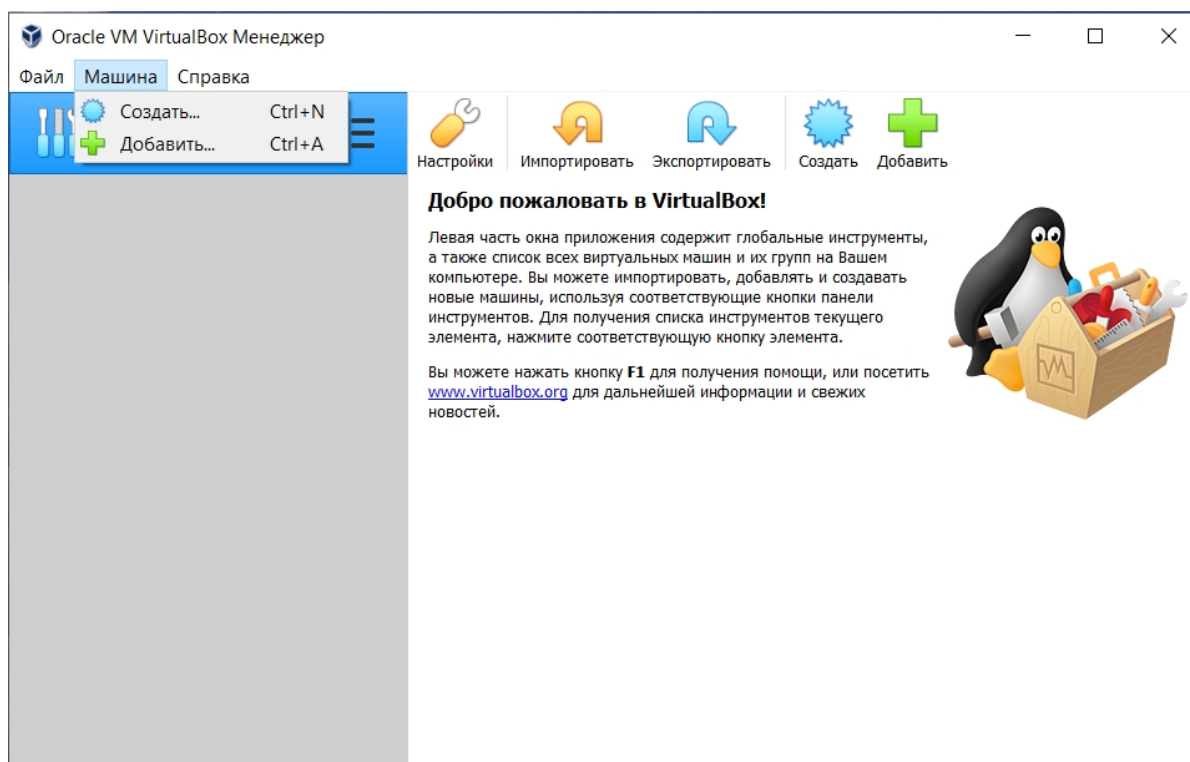 Oracle VM VirtualBox Менеджер
Файл Машина Справка
Создать... Ctrl+N
Добавить... Ctrl+A
Настройки Импортировать Экспортировать Создать Добавить
Добро пожаловать в VirtualBox!
Левая часть окна приложения содержит глобальные инструменты,
а также список всех виртуальных машин и их групп на Вашем
компьютере. Вы можете импортировать, добавлять и создавать
новые машины, используя соответствующие кнопки панели
инструментов. Для получения списка инструментов текущего
элемента, нажмите соответствующую кнопку элемента.
Вы можете нажать кнопку F1 для получения помощи, или посетить
www.virtualbox.org для дальнейшей информации и свежих
новостей.